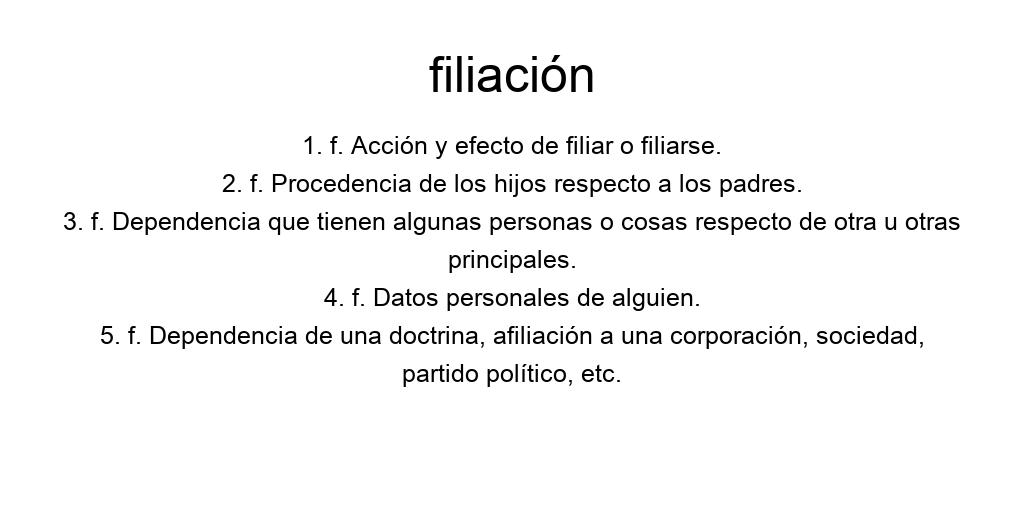 filiación
1. f. Acción y efecto de filiar o filiarse.
2. f. Procedencia de los hijos respecto a los padres.
3. f. Dependencia que tienen algunas personas o cosas respecto de otra u otras
principales.
4. f. Datos personales de alguien.
5. f. Dependencia de una doctrina, afiliación a una corporación, sociedad,
partido político, etc.